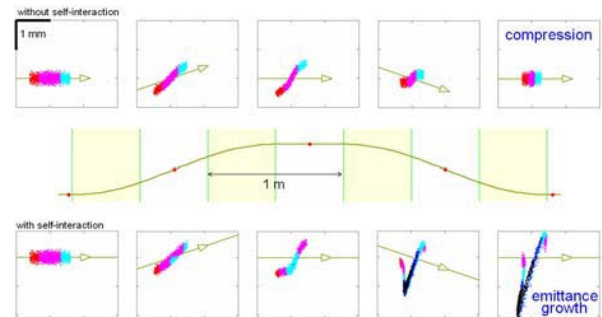 without self-interaction
1 mm
compression
1 m
with self-interaction
emittance
growth